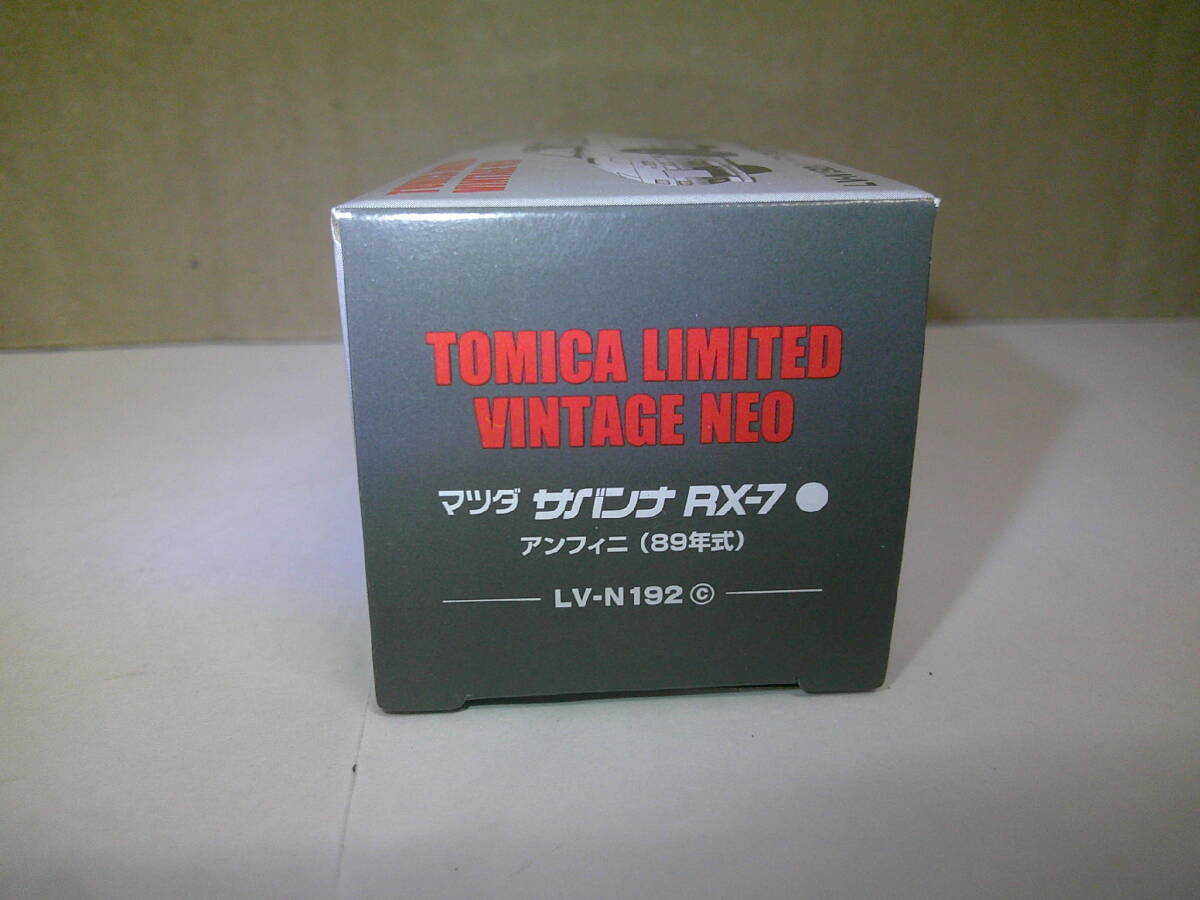 TOMICA LIMITED
VINTAGE NEO
マツダ サバンナ RX-7
アンフィニ (89年式)
LV-N192 ⓒ